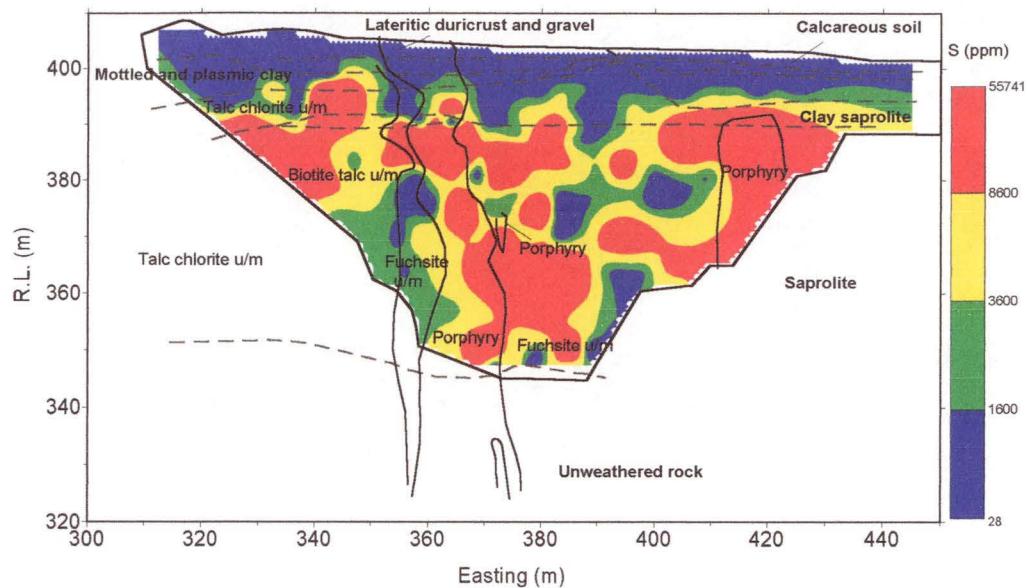 Lateritic duricrust and gravel
Calcareous soil
S (ppm)
400
Mottled and plasmic clay
55741
Talc chlorite u/m
Clay saprolite
Biotite talc u/m
Porphyry
380
8600
R.L. (m)
Talc chlorite u/m
Porphyry
Fuchsite
u/m
Saprolite
360
3600
Porphyry
Fuchsite u/m
340
1600
Unweathered rock
320
28
300
320
340
360
380
400
420
440
Easting (m)